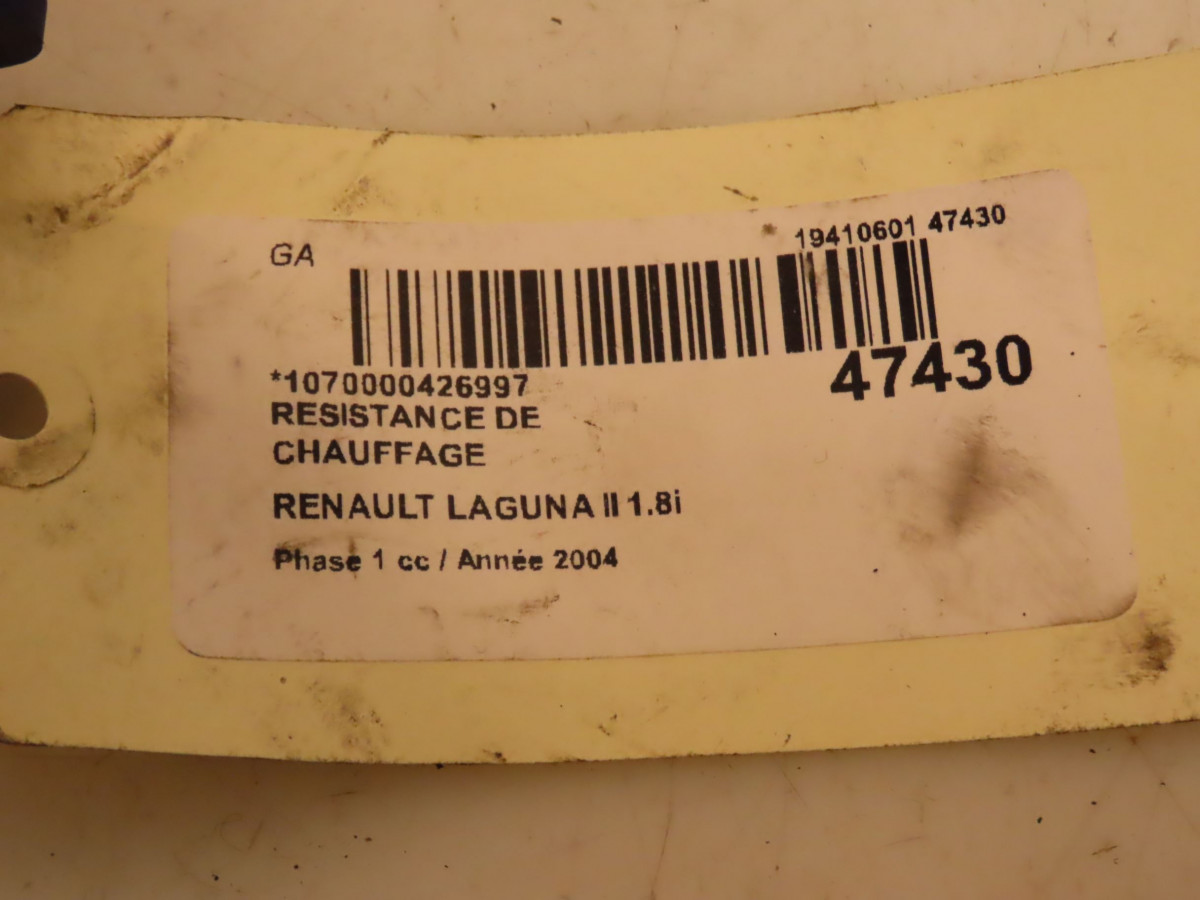 GA
19410601 47430
47430
*1070000426997
RESISTANCE DE
CHAUFFAGE
RENAULT LAGUNA II 1.8i
Phase 1 cc / Année 2004